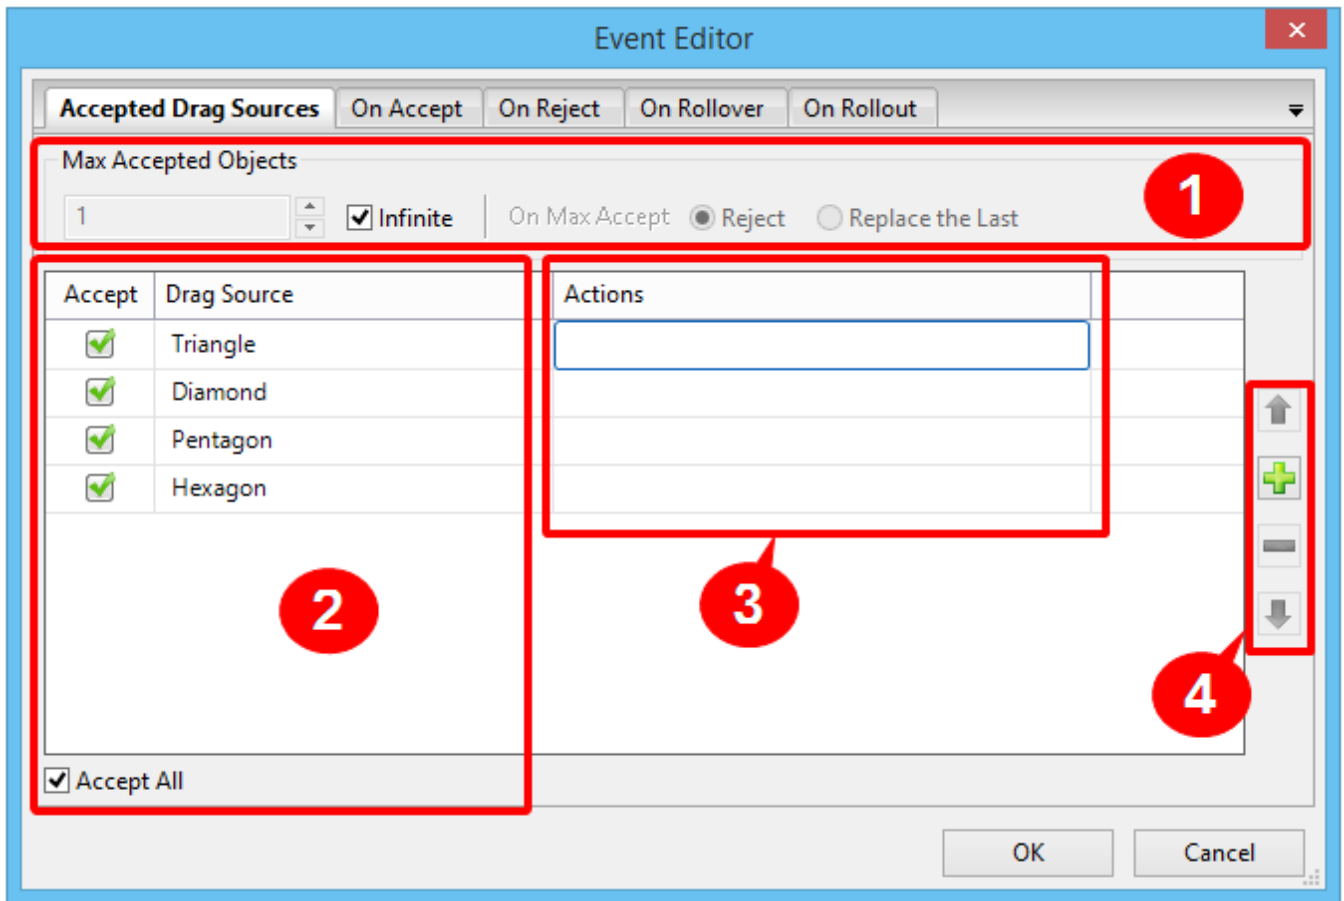 Event Editor
Accepted Drag Sources On Accept On Reject On Rollover On Rollout
Max Accepted Objects
1 Infinite On Max Accept Reject Replace the Last
1
Accept Drag Source Actions
Triangle
Diamond
Pentagon
Hexagon
2
3
4
Accept All
OK Cancel